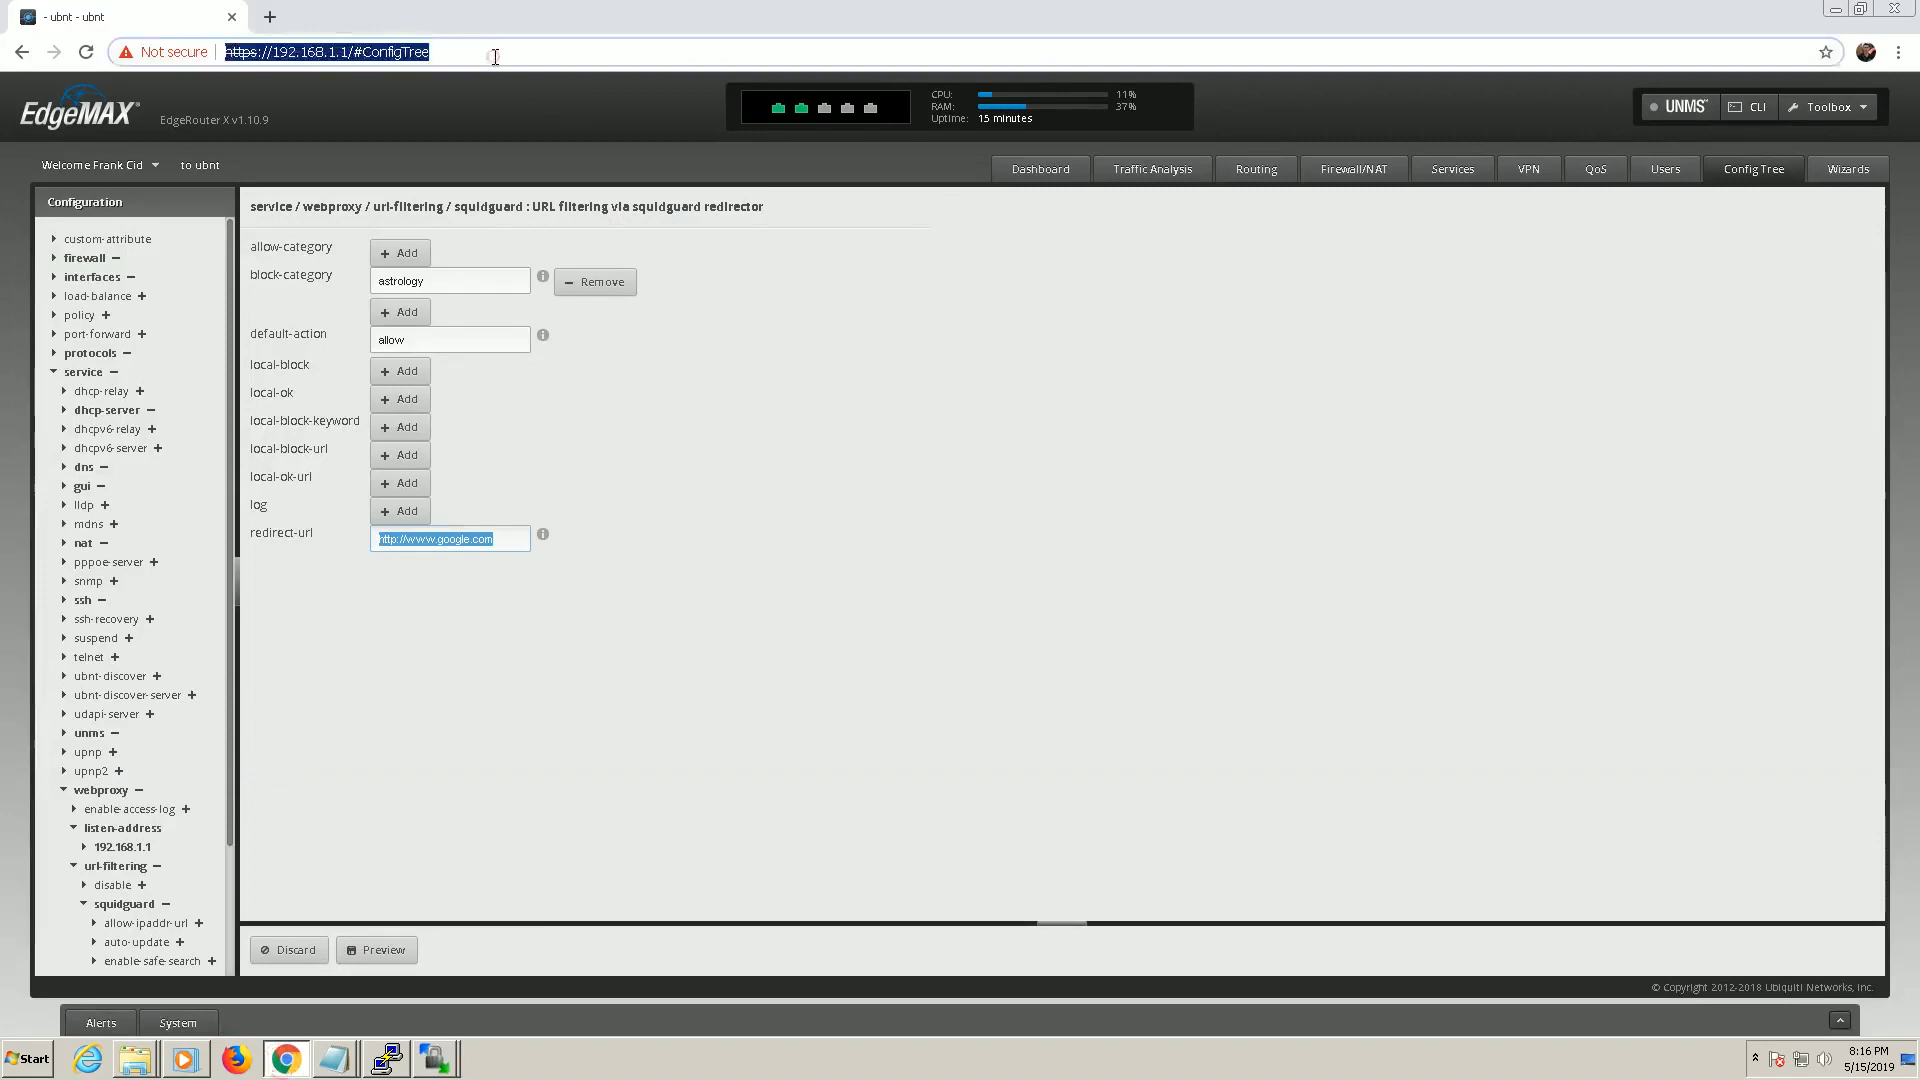 - ubnt - ubnt
Not secure
https://192.168.1.1/#ConfigTree
EdgeMAX
EdgeRouter X v1.10.9
CPU: 11%
RAM: 37%
Uptime: 15 minutes
UNMS
CLI
Toolbox
Welcome Frank Cid
to ubnt
Dashboard
Traffic Analysis
Routing
Firewall/NAT
Services
VPN
QoS
Users
Config Tree
Wizards
Configuration
custom-attribute
firewall
interfaces
load-balance
policy
port-forward
protocols
service
dhcp-relay
dhcp-server
dhcpv6-relay
dhcpv6-server
dns
gui
lldp
mdns
nat
pppoe-server
snmp
ssh
ssh-recovery
suspend
telnet
ubnt-discover
ubnt-discover-server
udapi-server
unms
upnp
upnp2
webproxy
enable-access-log
listen-address
192.168.1.1
url-filtering
disable
squidguard
allow-ipaddr-url
auto-update
enable-safe-search
service / webproxy / url-filtering / squidguard : URL filtering via squidguard redirector
allow-category
Add
block-category
astrology
Remove
Add
default-action
allow
local-block
Add
local-ok
Add
local-block-keyword
Add
local-block-url
Add
local-ok-url
Add
log
Add
redirect-url
http://www.google.com
Discard
Preview
© Copyright 2012-2018 Ubiquiti Networks, Inc.
Alerts
System
Start
8:16 PM
5/15/2019